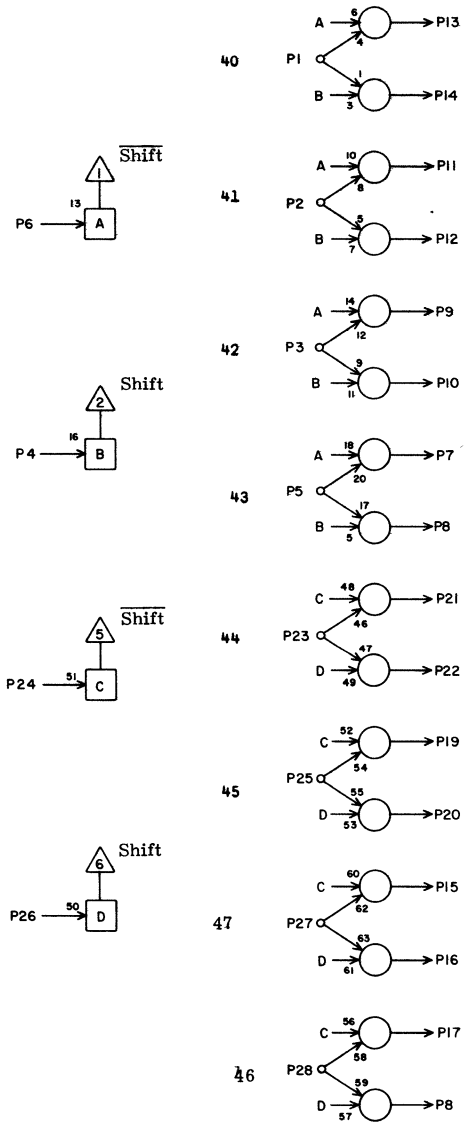 A 6 P13
4
40 P1
1
B 3 P14
Shift
1
13
P6 A
A 10 P11
8
41 P2
5
B 7 P12
A 14 P9
12
42 P3
9
B 11 P10
Shift
2
16
P4 B
A 18 P7
20
43 P5
17
B 5 P8
Shift
5
51
P24 C
C 48 P21
46
44 P23
47
D 49 P22
C 52 P19
54
45 P25
55
D 53 P20
Shift
6
50
P26 D
C 60 P15
62
47 P27
63
D 61 P16
C 56 P17
58
46 P28
59
D 57 P8